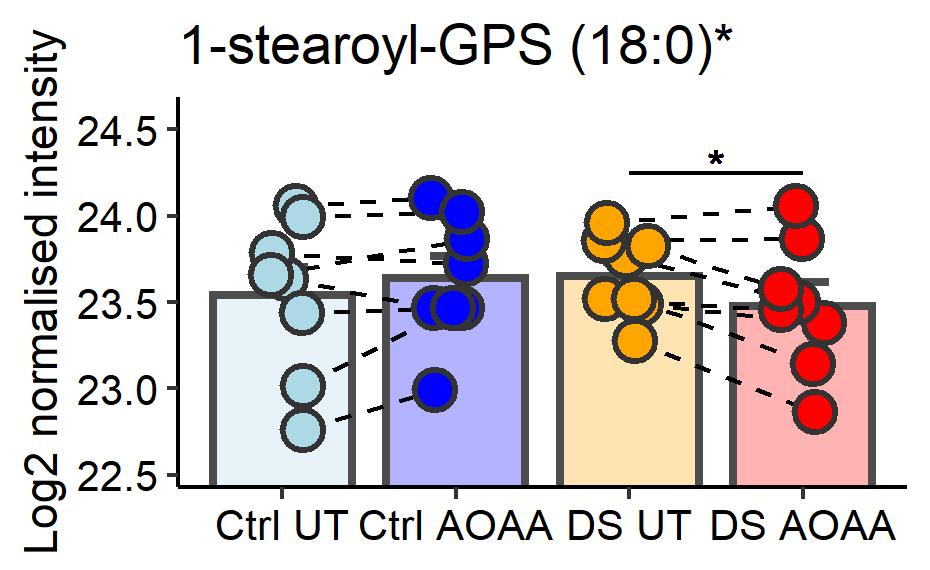 1-stearoyl-GPS (18:0)*
Log2 normalised intensity
24.5
24.0
23.5
23.0
22.5
*
Ctrl UT Ctrl AOAA DS UT DS AOAA